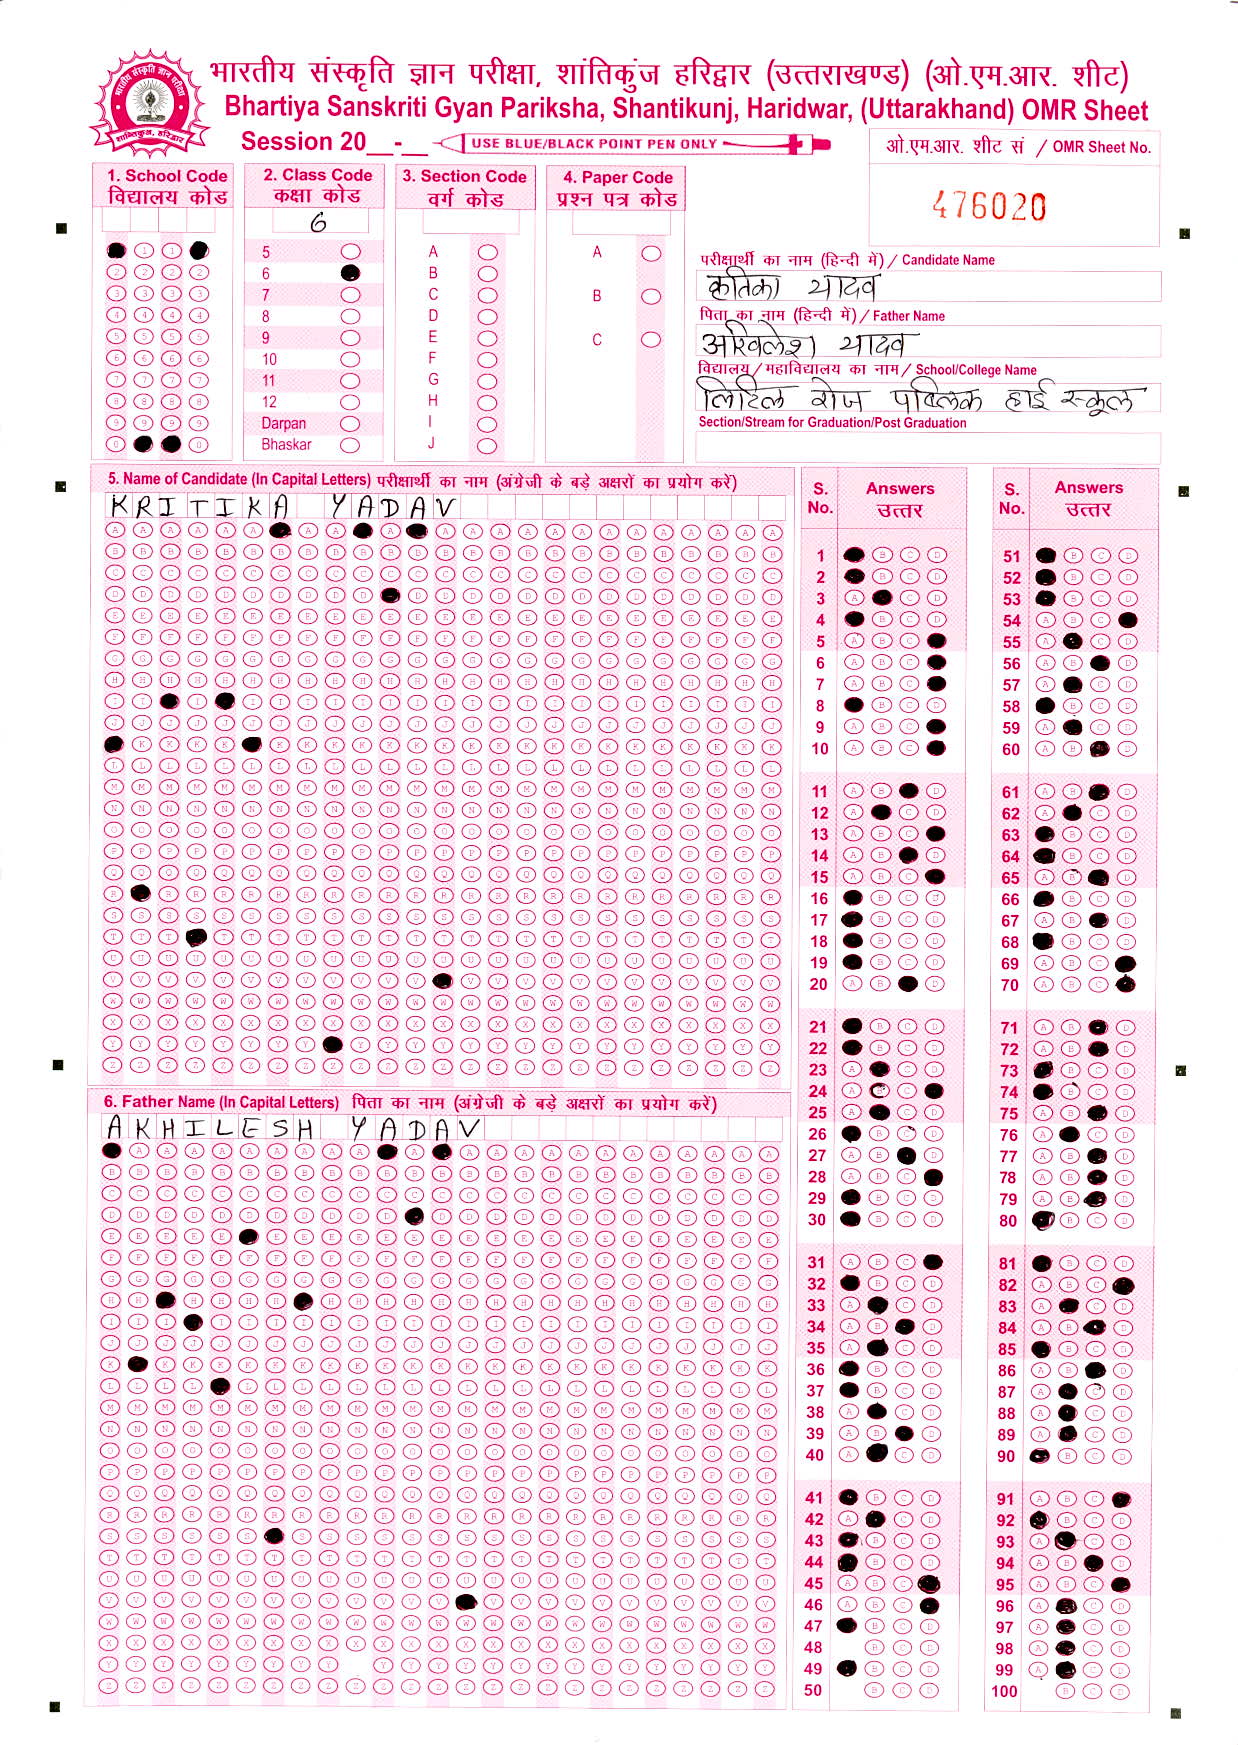 भारतीय संस्कृति ज्ञान परीक्षा, शांतिकुंज हरिद्वार (उत्तराखण्ड) (ओ.एम.आर. शीट)
Bhartiya Sanskriti Gyan Pariksha, Shantikunj, Haridwar, (Uttarakhand) OMR Sheet
Session 20__-__ USE BLUE/BLACK POINT PEN ONLY
ओ.एम.आर. शीट सं / OMR Sheet No.
476020
1. School Code
विद्यालय कोड
2. Class Code
कक्षा कोड
6
5
6
7
8
9
10
11
12
Darpan
Bhaskar
3. Section Code
वर्ग कोड
A
B
C
D
E
F
G
H
I
J
4. Paper Code
प्रश्न पत्र कोड
A
B
C
परीक्षार्थी का नाम (हिन्दी में) / Candidate Name
क्रतिका यादव
पिता का नाम (हिन्दी में) / Father Name
अखिलेश यादव
विद्यालय / महाविद्यालय का नाम / School/College Name
लिटिल रोज पब्लिक हाई स्कूल
Section/Stream for Graduation/Post Graduation
5. Name of Candidate (In Capital Letters) परीक्षार्थी का नाम (अंग्रेजी के बड़े अक्षरों का प्रयोग करें)
KRITIKA YADAV
6. Father Name (In Capital Letters) पिता का नाम (अंग्रेजी के बड़े अक्षरों का प्रयोग करें)
AKHILESH YADAV
S. No. Answers उत्तर
1
2
3
4
5
6
7
8
9
10
11
12
13
14
15
16
17
18
19
20
21
22
23
24
25
26
27
28
29
30
31
32
33
34
35
36
37
38
39
40
41
42
43
44
45
46
47
48
49
50
S. No. Answers उत्तर
51
52
53
54
55
56
57
58
59
60
61
62
63
64
65
66
67
68
69
70
71
72
73
74
75
76
77
78
79
80
81
82
83
84
85
86
87
88
89
90
91
92
93
94
95
96
97
98
99
100